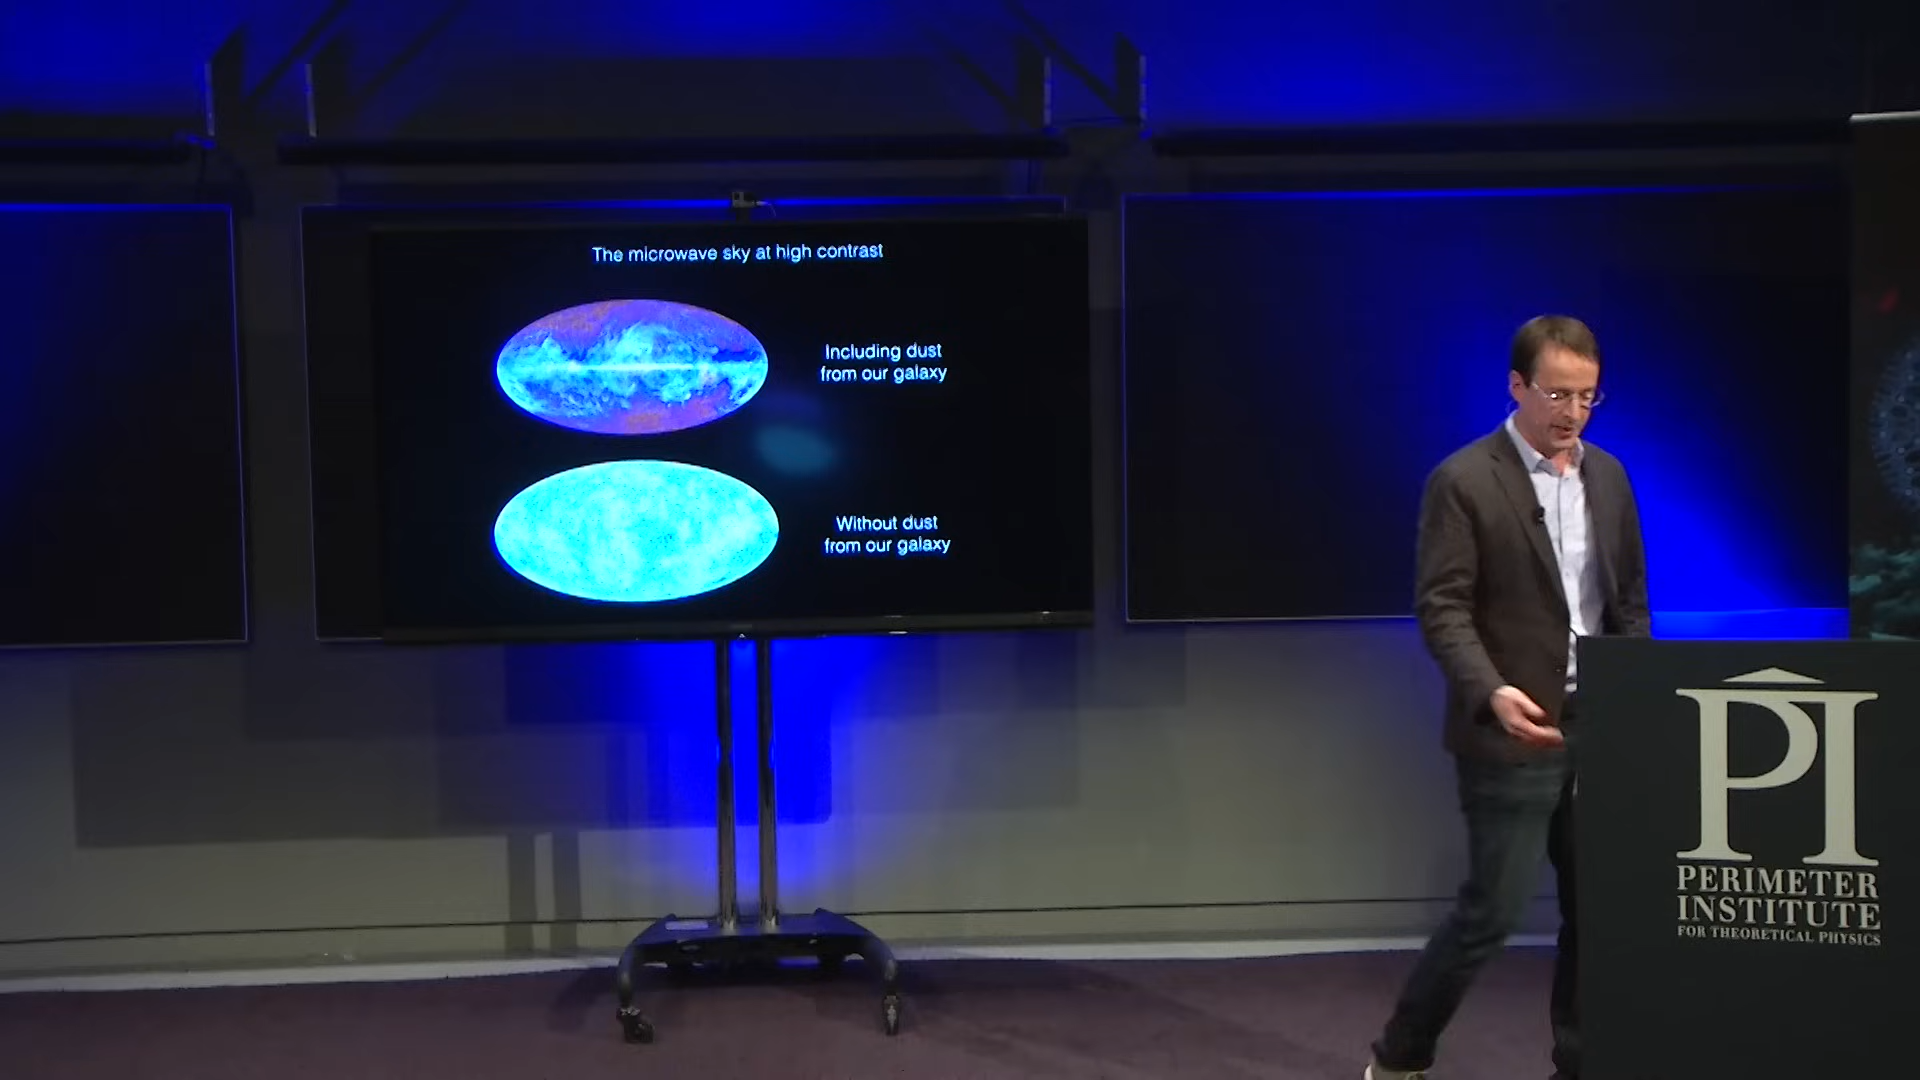 The microwave sky at high contrast
Including dust
from our galaxy
Without dust
from our galaxy
PI
PERIMETER
INSTITUTE
FOR THEORETICAL PHYSICS